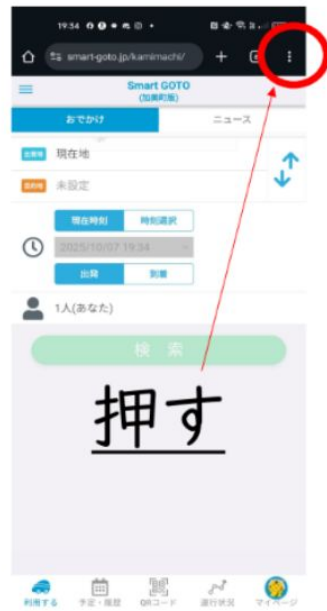 19:34
smart-goto.jp/kamimachi/
Smart GOTO
(加美町版)
おでかけ
ニュース
出発地
現在地
目的地
未設定
現在時刻
時刻選択
2025/10/07 19:34
出発
到着
1人(あなた)
検索
押す
利用する
予定・履歴
QRコード
運行状況
マイページ